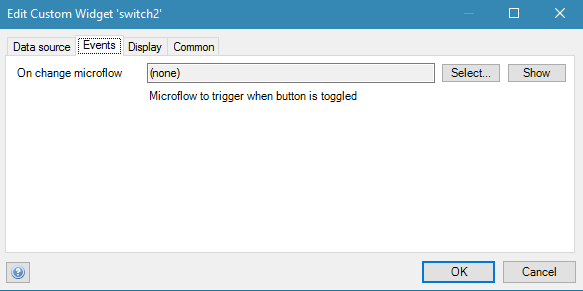 Edit Custom Widget 'switch2'
Data source Events Display Common
On change microflow (none) Select... Show
Microflow to trigger when button is toggled
? OK Cancel